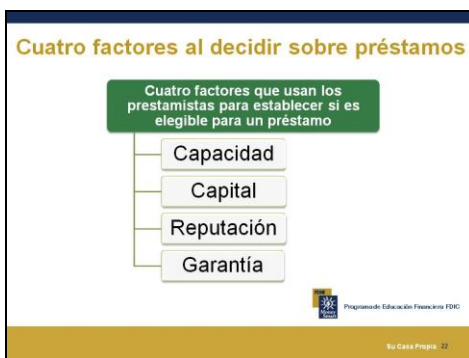 Cuatro factores al decidir sobre préstamos
Cuatro factores que usan los
prestamistas para establecer si es
elegible para un préstamo
Capacidad
Capital
Reputación
Garantía
Programa de Educación Financiera FDIC
Su Casa Propia 22